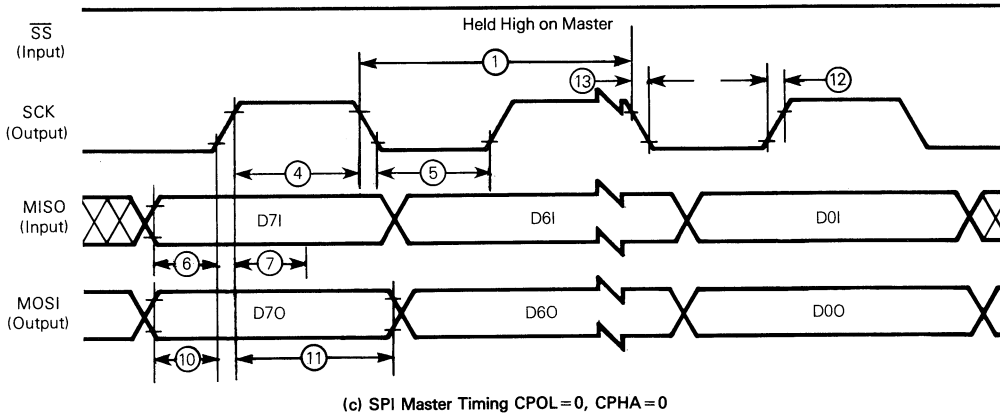 Held High on Master
S̅S̅
(Input)
1
13
12
SCK
(Output)
4
5
MISO
(Input)
D7I
D6I
D0I
6
7
MOSI
(Output)
D7O
D6O
D0O
10
11
(c) SPI Master Timing CPOL=0, CPHA=0